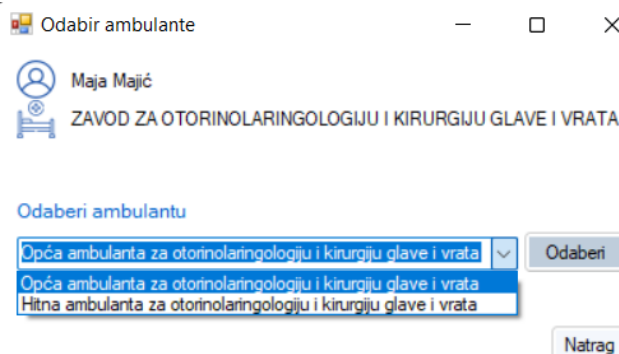 Odabir ambulante
Maja Majić
ZAVOD ZA OTORINOLARINGOLOGIJU I KIRURGIJU GLAVE I VRATA
Odaberi ambulantu
Opća ambulanta za otorinolaringologiju i kirurgiju glave i vrata
Odaberi
Opća ambulanta za otorinolaringologiju i kirurgiju glave i vrata
Hitna ambulanta za otorinolaringologiju i kirurgiju glave i vrata
Natrag